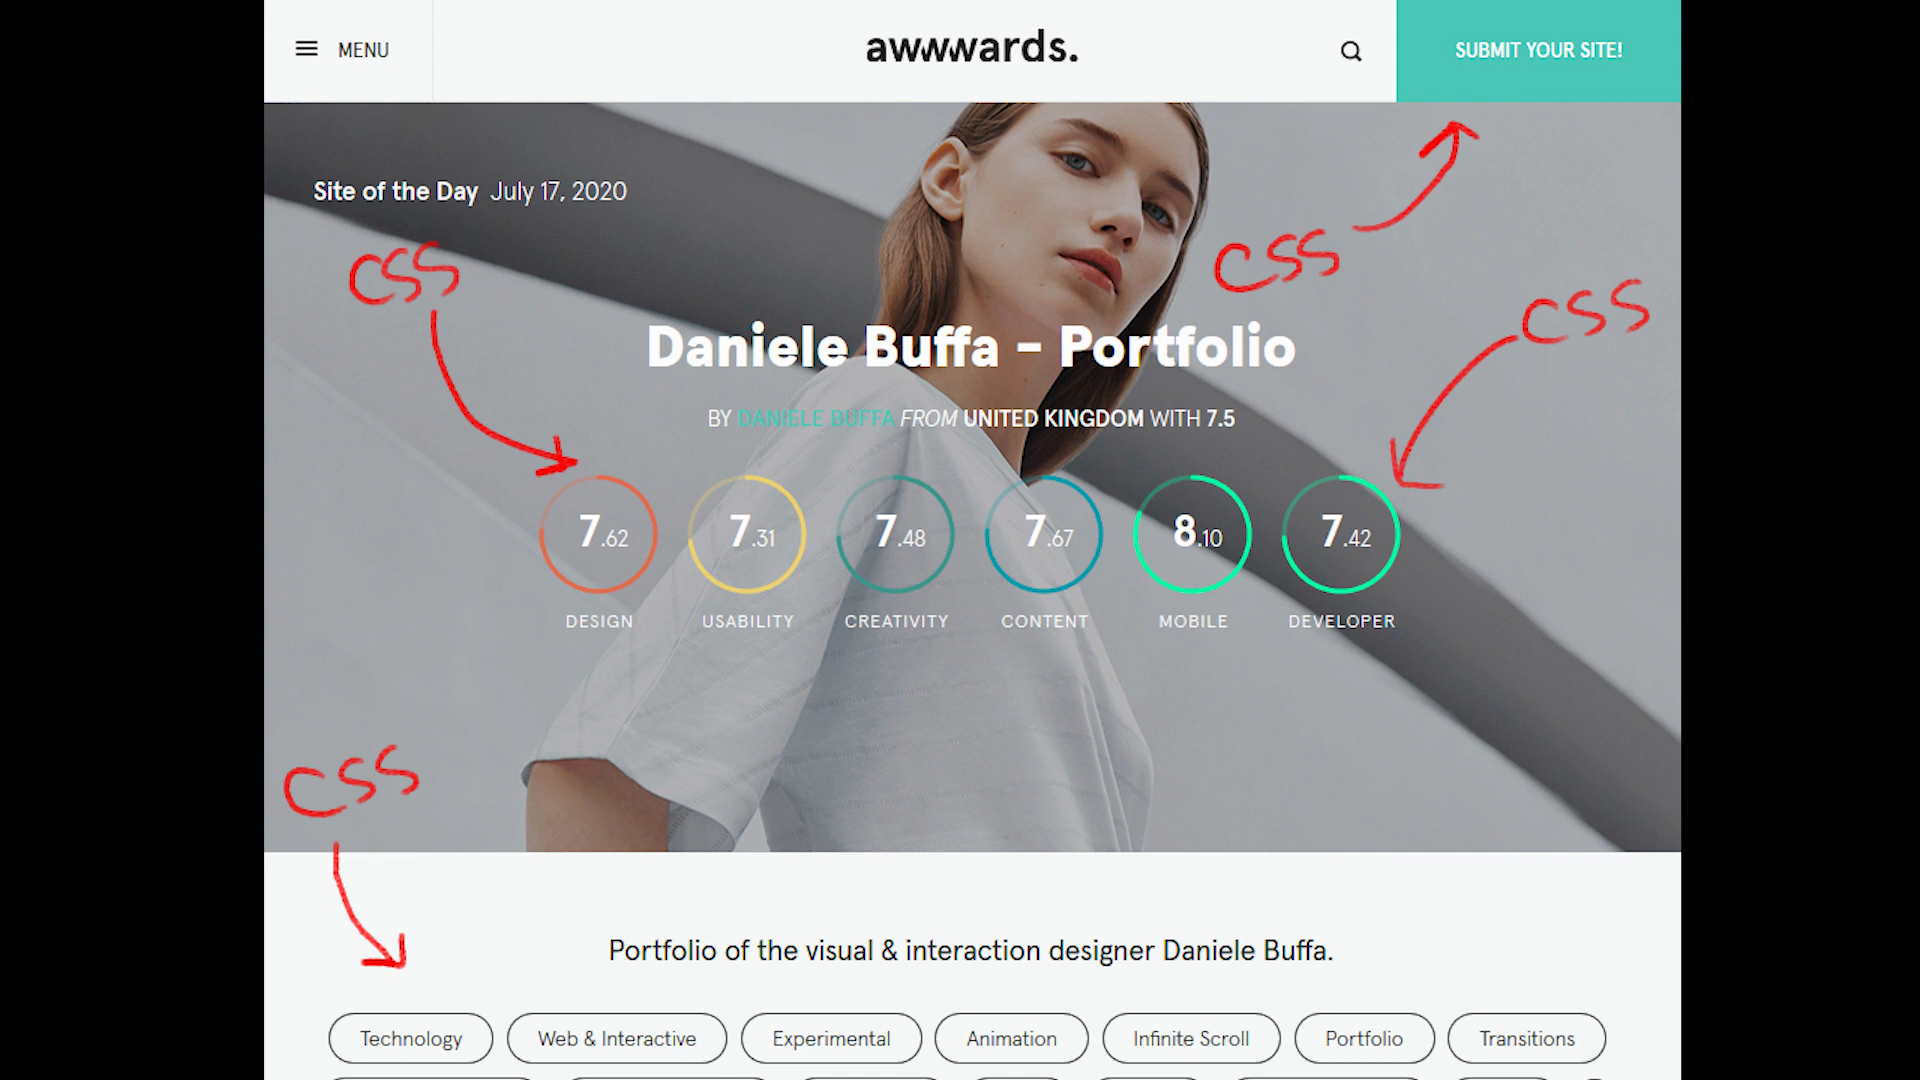 MENU
awwwards.
SUBMIT YOUR SITE!
Site of the Day July 17, 2020
CSS
CSS
CSS
Daniele Buffa - Portfolio
BY DANIELE BUFFA FROM UNITED KINGDOM WITH 7.5
7.62 7.31 7.48 7.67 8.10 7.42
DESIGN USABILITY CREATIVITY CONTENT MOBILE DEVELOPER
CSS
Portfolio of the visual & interaction designer Daniele Buffa.
Technology Web & Interactive Experimental Animation Infinite Scroll Portfolio Transitions